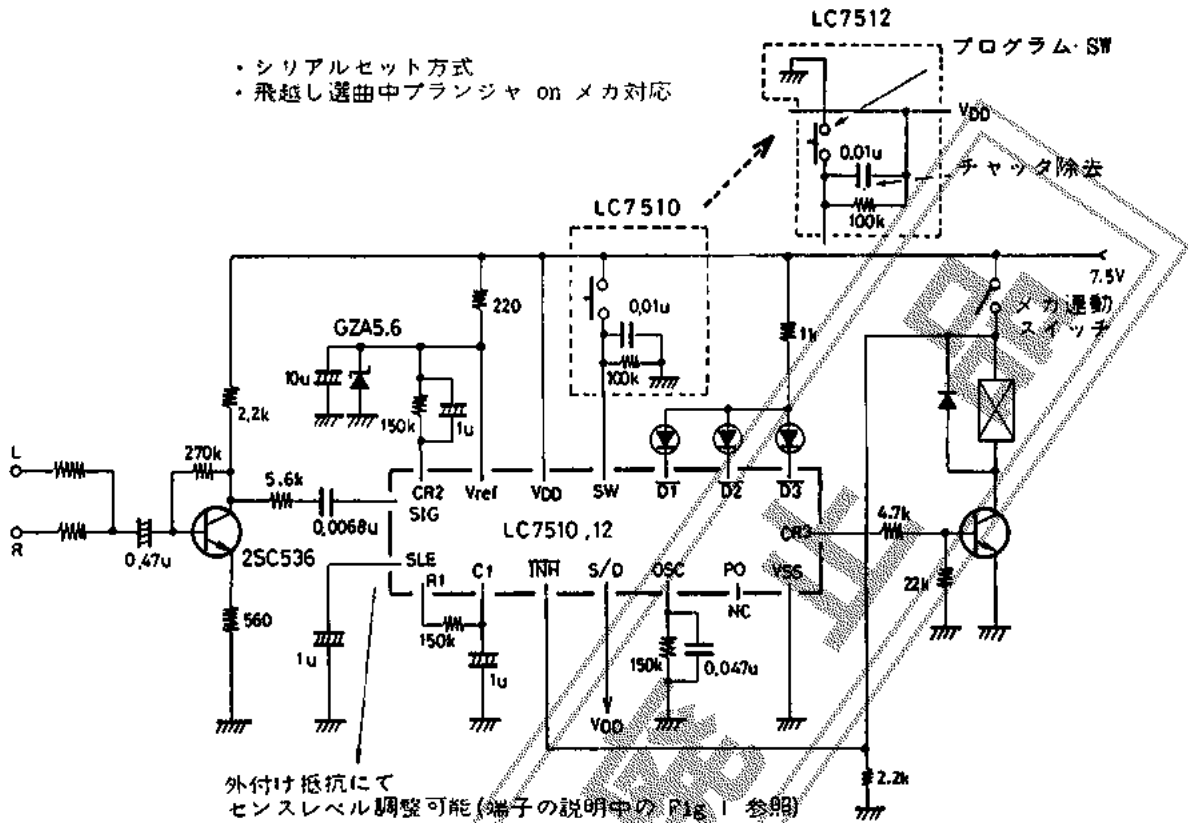 LC7512
プログラム・SW
・シリアルセット方式
・飛越し選曲中プランジャ on メカ対応
VDD
0.01u
チャッタ除去
100k
LC7510
7.5V
メカ連動
スイッチ
220
0.01u
1k
GZA5.6
10u
100k
2.2k
150k
1u
L
270k
5.6k
CR2
Vref
VDD
SW
D1
D2
D3
SIG
0.0068u
LC7510,12
CR3
4.7k
R
0.47u
2SC536
SLE
R1
C1
INH
S/D
OSC
PO
VSS
NC
22k
560
150k
1u
1u
150k
0.047u
VDD
2.2k
外付け抵抗にて
センスレベル調整可能(端子の説明中の Fig 1 参照)